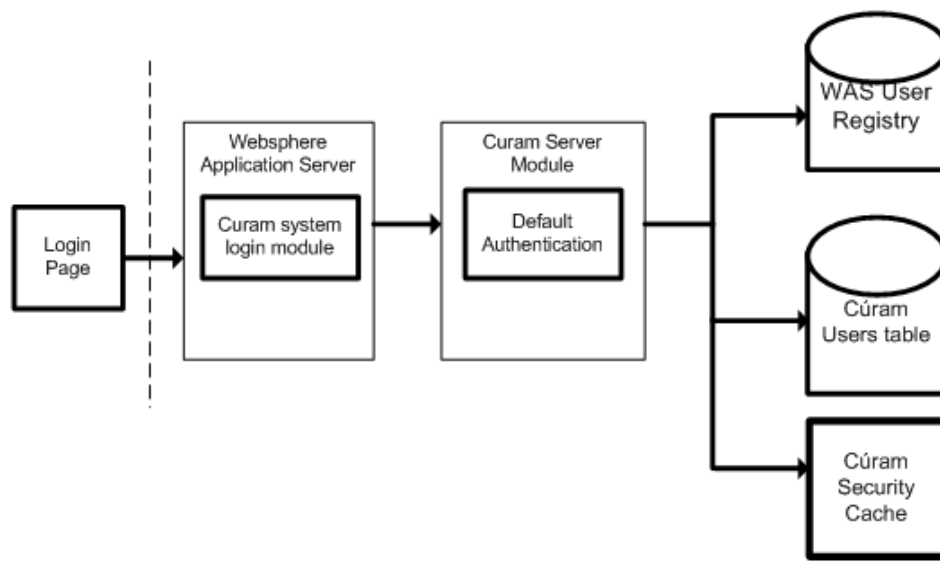 Login
Page
Websphere
Application Server
Curam system
login module
Curam Server
Module
Default
Authentication
WAS User
Registry
Cúram
Users table
Cúram
Security
Cache